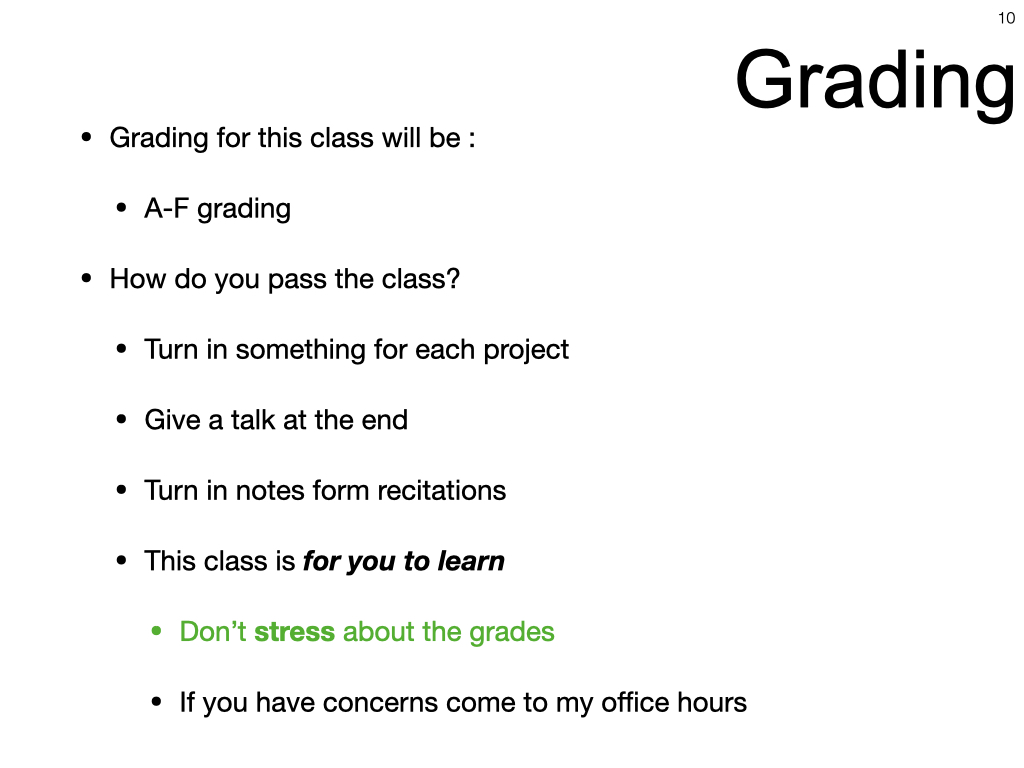 10
Grading
• Grading for this class will be :
• A-F grading
• How do you pass the class?
• Turn in something for each project
• Give a talk at the end
• Turn in notes form recitations
• This class is for you to learn
• Don’t stress about the grades
• If you have concerns come to my office hours